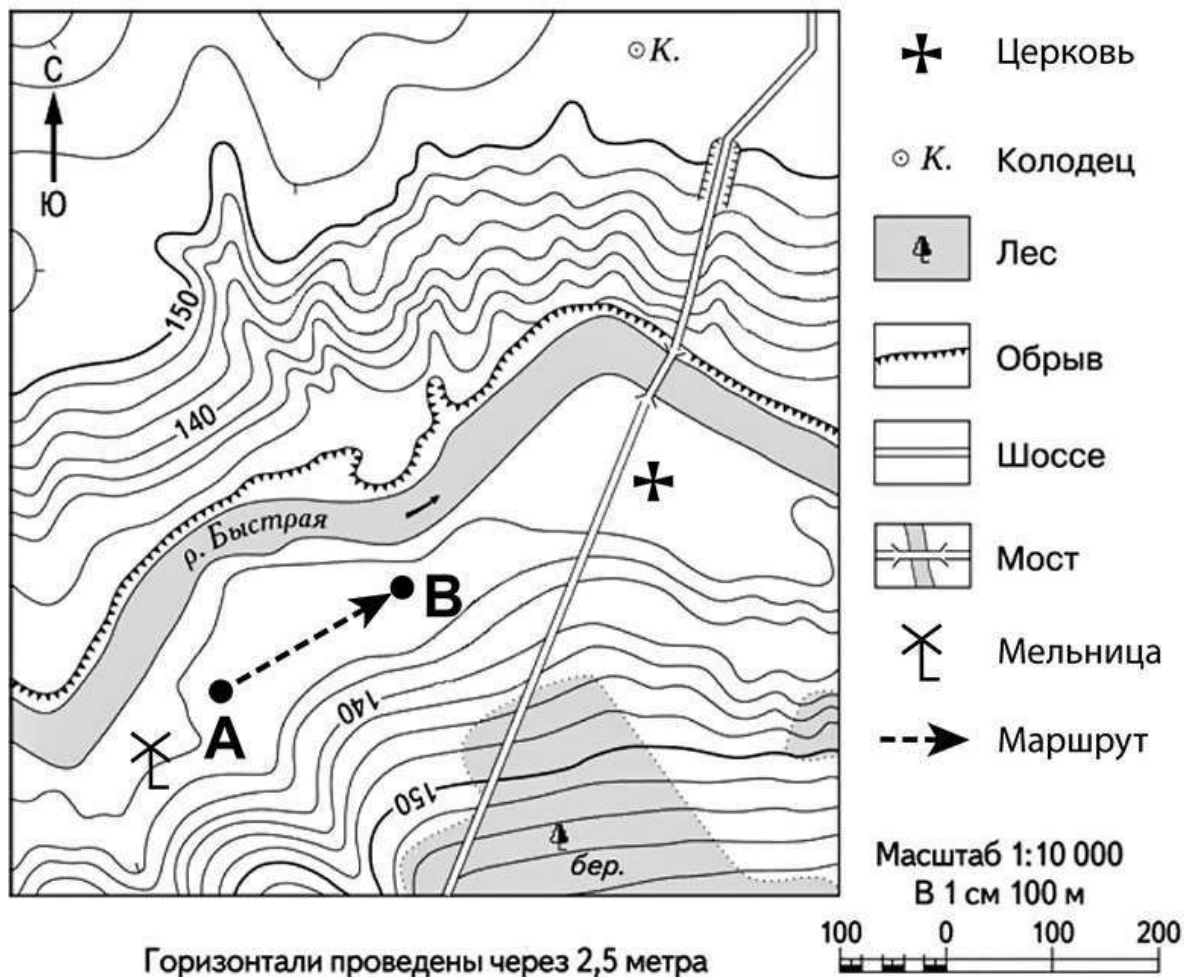 К.
С
Ю
150
140
р. Быстрая
В
А
140
150
бер.
Церковь
К. Колодец
Лес
Обрыв
Шоссе
Мост
Мельница
Маршрут
Масштаб 1:10 000
В 1 см 100 м
100 0 100 200
Горизонтали проведены через 2,5 метра